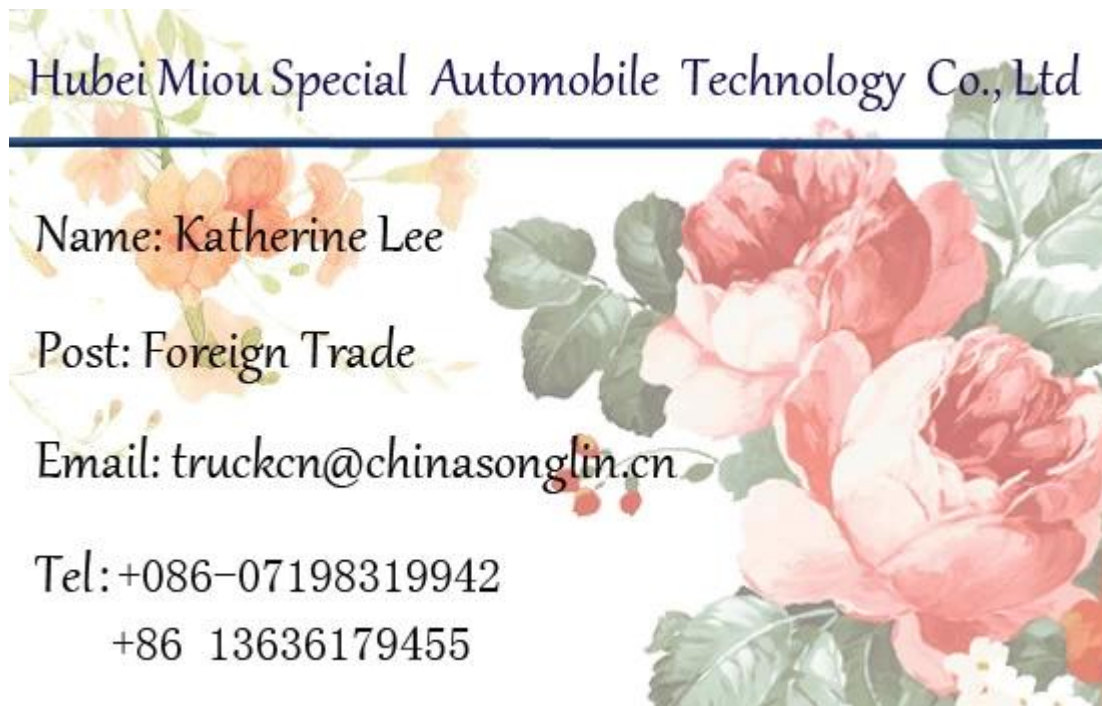 Hubei Miou Special Automobile Technology Co., Ltd
Name: Katherine Lee
Post: Foreign Trade
Email: truckcn@chinasonglin.cn
Tel: +086-07198319942
+86 13636179455